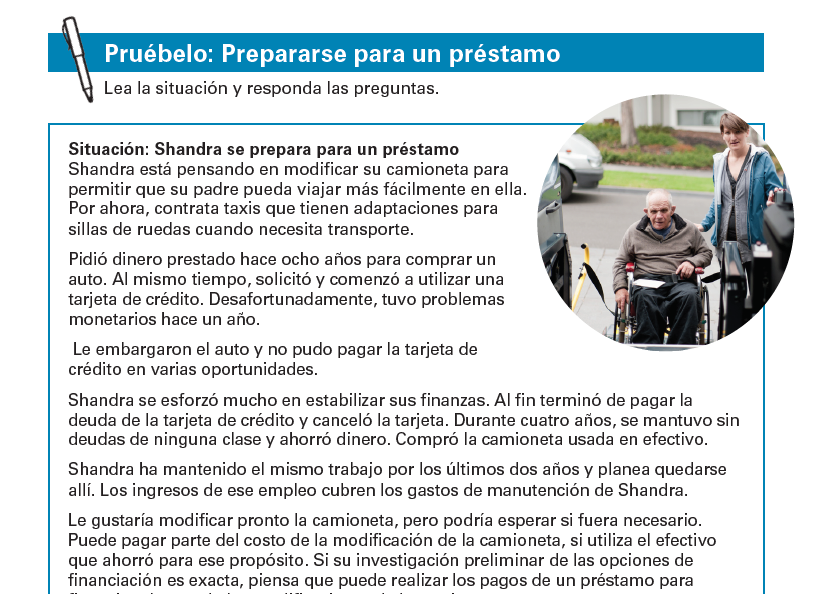 Pruébelo: Prepararse para un préstamo
Lea la situación y responda las preguntas.
Situación: Shandra se prepara para un préstamo
Shandra está pensando en modificar su camioneta para
permitir que su padre pueda viajar más fácilmente en ella.
Por ahora, contrata taxis que tienen adaptaciones para
sillas de ruedas cuando necesita transporte.
Pidió dinero prestado hace ocho años para comprar un
auto. Al mismo tiempo, solicitó y comenzó a utilizar una
tarjeta de crédito. Desafortunadamente, tuvo problemas
monetarios hace un año.
Le embargaron el auto y no pudo pagar la tarjeta de
crédito en varias oportunidades.
Shandra se esforzó mucho en estabilizar sus finanzas. Al fin terminó de pagar la
deuda de la tarjeta de crédito y canceló la tarjeta. Durante cuatro años, se mantuvo sin
deudas de ninguna clase y ahorró dinero. Compró la camioneta usada en efectivo.
Shandra ha mantenido el mismo trabajo por los últimos dos años y planea quedarse
allí. Los ingresos de ese empleo cubren los gastos de manutención de Shandra.
Le gustaría modificar pronto la camioneta, pero podría esperar si fuera necesario.
Puede pagar parte del costo de la modificación de la camioneta, si utiliza el efectivo
que ahorró para ese propósito. Si su investigación preliminar de las opciones de
financiación es exacta, piensa que puede realizar los pagos de un préstamo para